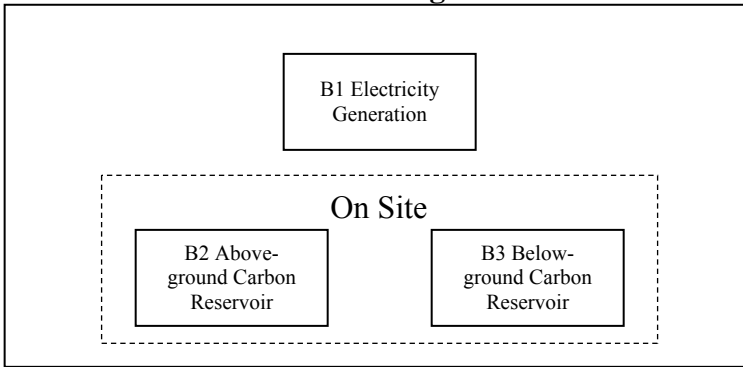 B1 Electricity
Generation
On Site
B2 Above-
ground Carbon
Reservoir
B3 Below-
ground Carbon
Reservoir